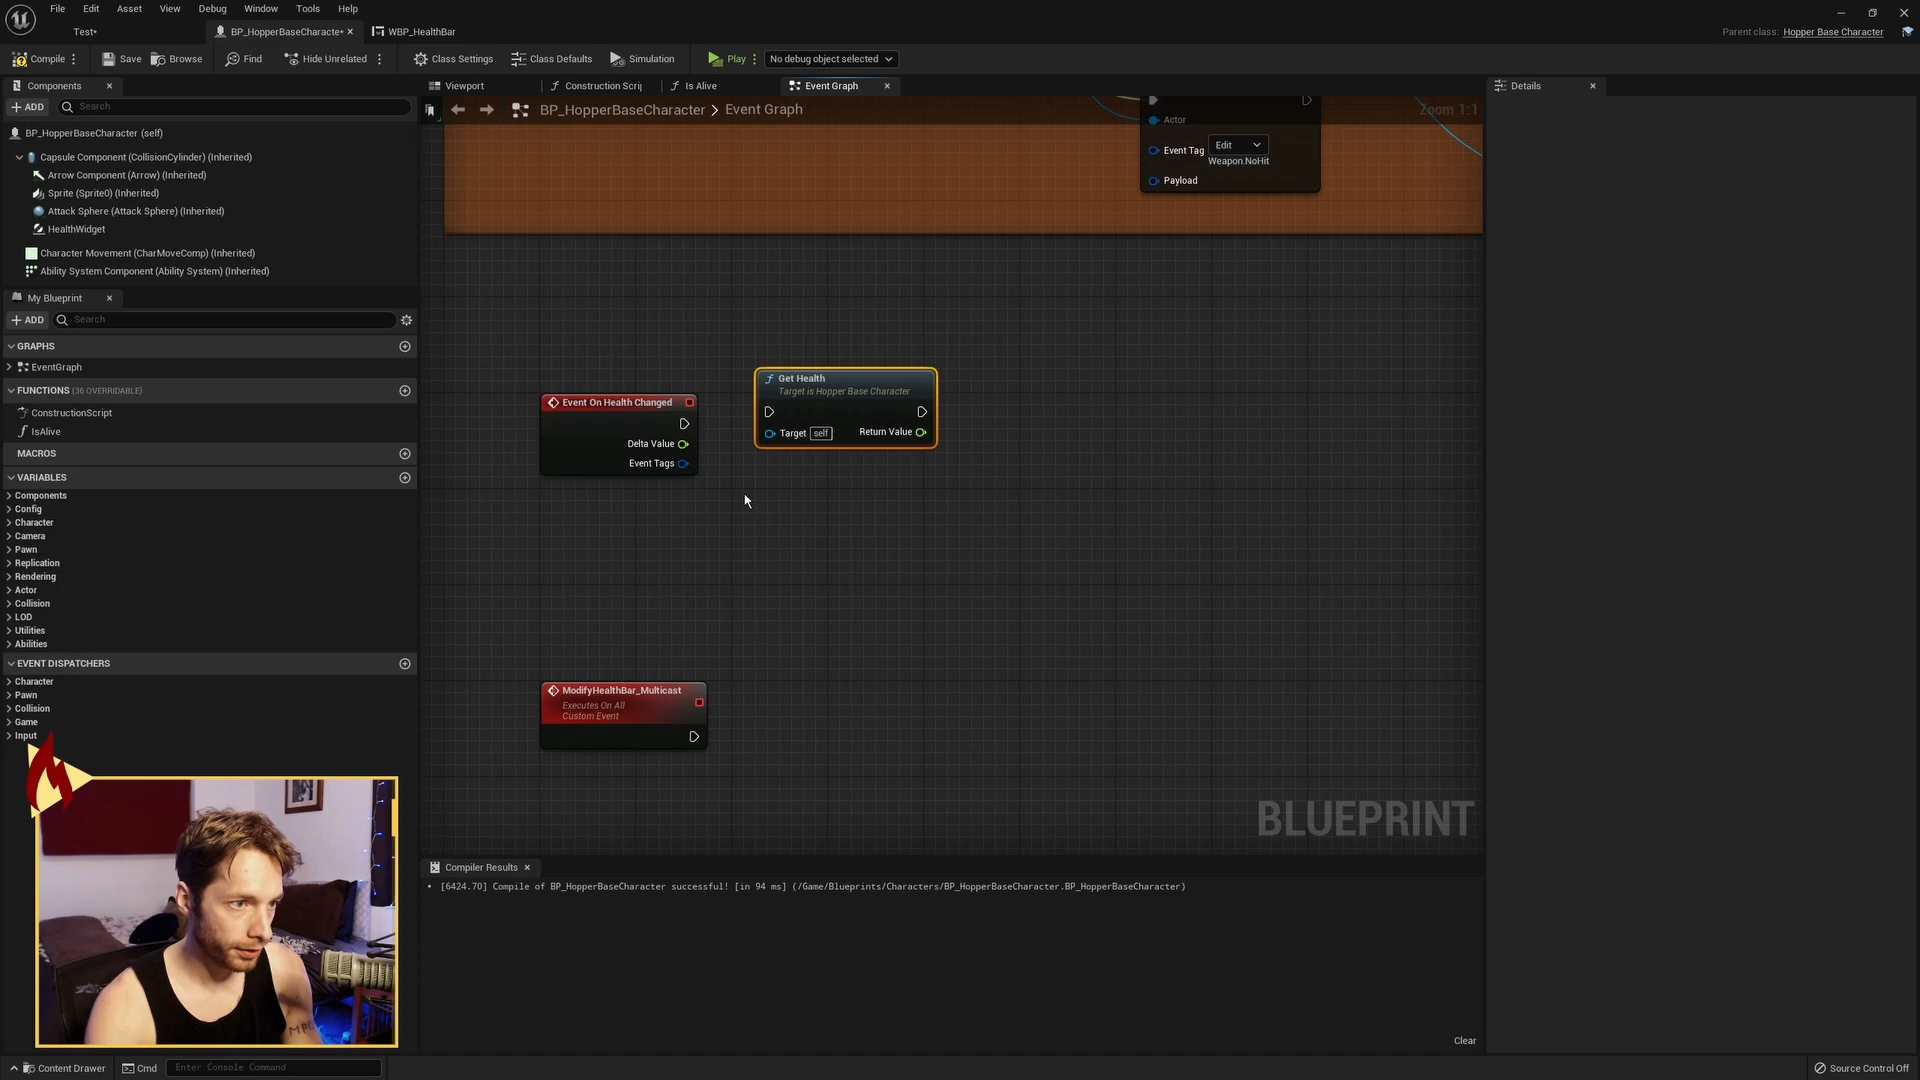 File Edit Asset View Debug Window Tools Help
Test*
BP_HopperBaseCharacte*
WBP_HealthBar
Parent class: Hopper Base Character
Compile
Save
Browse
Find
Hide Unrelated
Class Settings
Class Defaults
Simulation
Play
No debug object selected
Components
Viewport
Construction Scrip
Is Alive
Event Graph
Details
ADD
Search
BP_HopperBaseCharacter > Event Graph
Zoom 1:1
BP_HopperBaseCharacter (self)
Capsule Component (CollisionCylinder) (Inherited)
Arrow Component (Arrow) (Inherited)
Sprite (Sprite0) (Inherited)
Attack Sphere (Attack Sphere) (Inherited)
HealthWidget
Character Movement (CharMoveComp) (Inherited)
Ability System Component (Ability System) (Inherited)
Actor
Event Tag
Edit
Weapon.NoHit
Payload
My Blueprint
ADD
Search
GRAPHS
EventGraph
FUNCTIONS (36 OVERRIDABLE)
ConstructionScript
IsAlive
MACROS
VARIABLES
Components
Config
Character
Camera
Pawn
Replication
Rendering
Actor
Collision
LOD
Utilities
Abilities
EVENT DISPATCHERS
Character
Pawn
Collision
Game
Input
Event On Health Changed
Delta Value
Event Tags
Get Health
Target is Hopper Base Character
Target self
Return Value
ModifyHealthBar_Multicast
Executes On All
Custom Event
BLUEPRINT
Compiler Results
[6424.70] Compile of BP_HopperBaseCharacter successful! [in 94 ms] (/Game/Blueprints/Characters/BP_HopperBaseCharacter.BP_HopperBaseCharacter)
Clear
Content Drawer
Cmd
Enter Console Command
Source Control Off